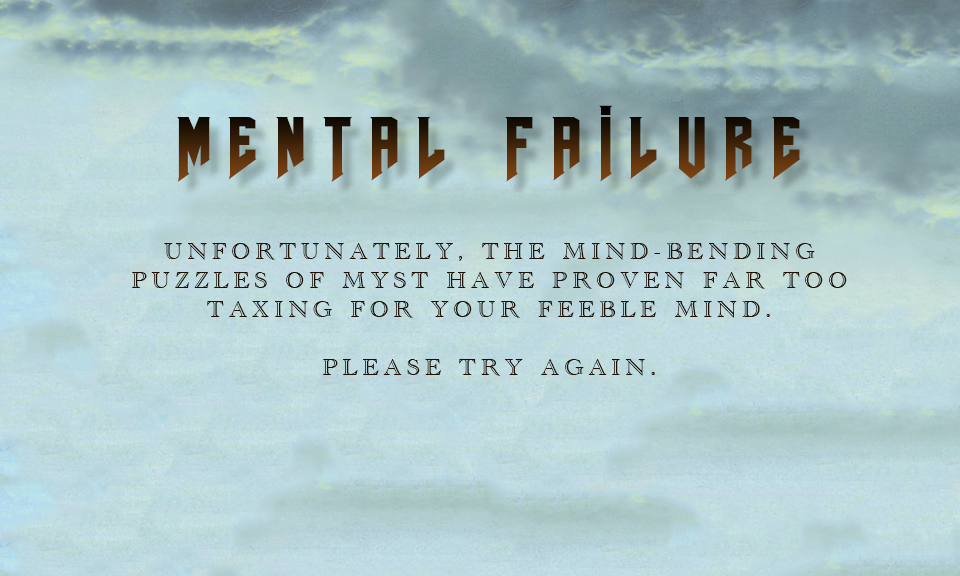 MENTAL FAILURE
UNFORTUNATELY, THE MIND-BENDING
PUZZLES OF MYST HAVE PROVEN FAR TOO
TAXING FOR YOUR FEEBLE MIND.
PLEASE TRY AGAIN.